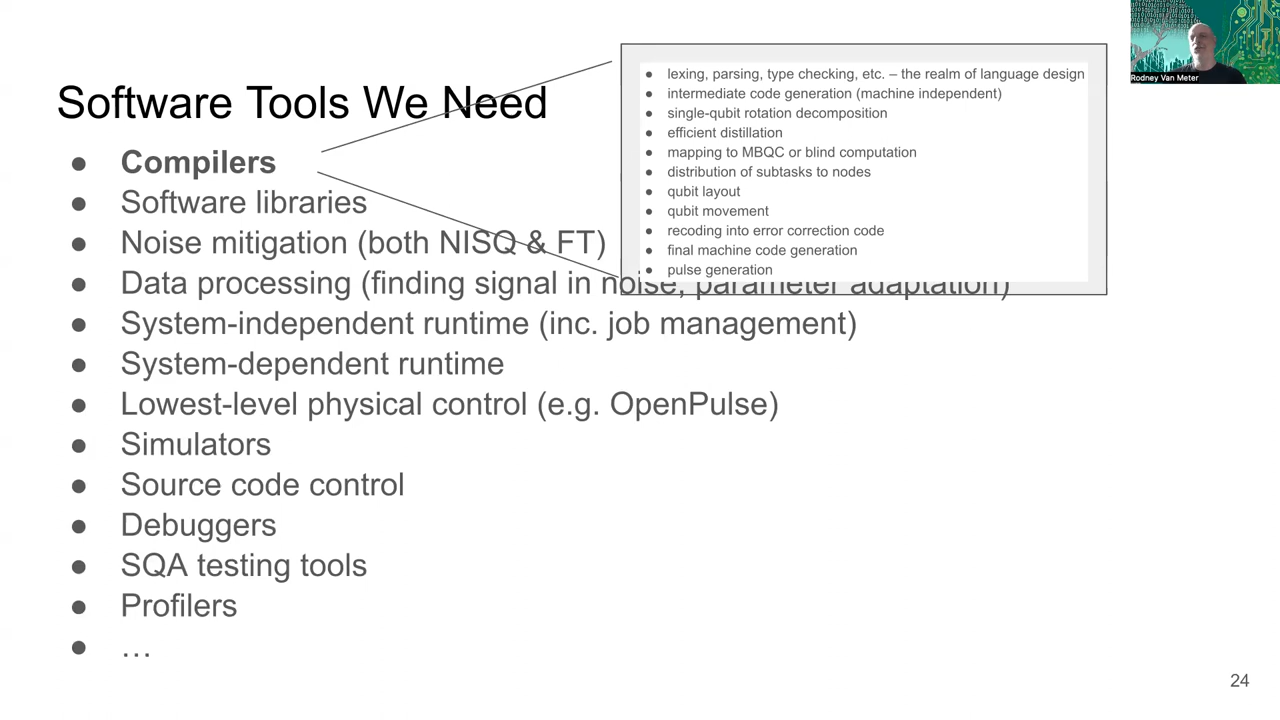 Software Tools We Need
● Compilers
● Software libraries
● Noise mitigation (both NISQ & FT)
● Data processing (finding signal in noise, parameter adaptation)
● System-independent runtime (inc. job management)
● System-dependent runtime
● Lowest-level physical control (e.g. OpenPulse)
● Simulators
● Source code control
● Debuggers
● SQA testing tools
● Profilers
● …
● lexing, parsing, type checking, etc. – the realm of language design
● intermediate code generation (machine independent)
● single-qubit rotation decomposition
● efficient distillation
● mapping to MBQC or blind computation
● distribution of subtasks to nodes
● qubit layout
● qubit movement
● recoding into error correction code
● final machine code generation
● pulse generation
Rodney Van Meter
24